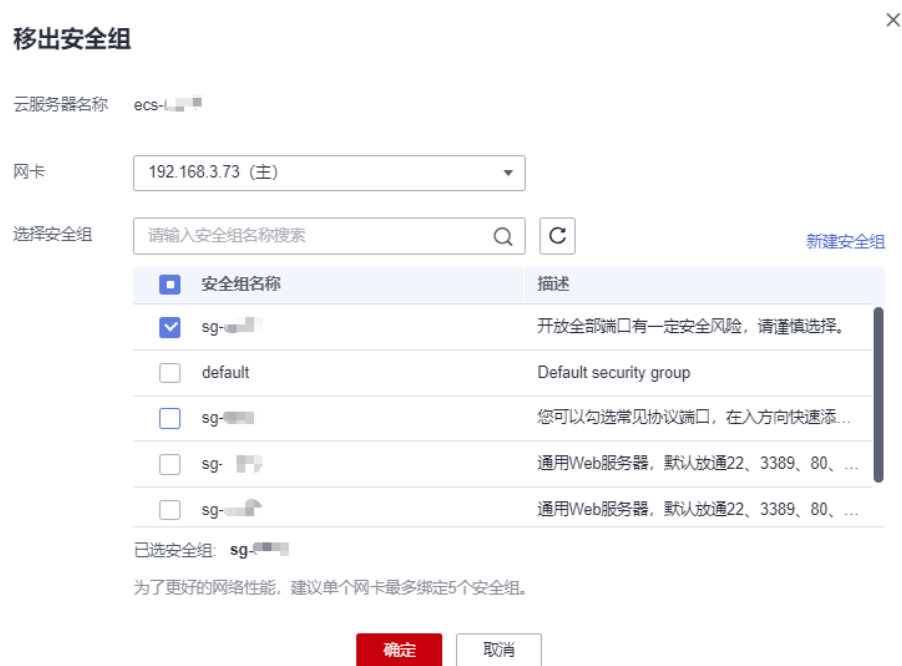 移出安全组
云服务器名称 ecs-
网卡 192.168.3.73（主）
选择安全组 请输入安全组名称搜索
新建安全组
安全组名称 描述
sg- 开放全部端口有一定安全风险，请谨慎选择。
default Default security group
sg- 您可以勾选常见协议端口，在入方向快速添...
sg- 通用Web服务器，默认放通22、3389、80、...
sg- 通用Web服务器，默认放通22、3389、80、...
已选安全组: sg-
为了更好的网络性能，建议单个网卡最多绑定5个安全组。
确定 取消